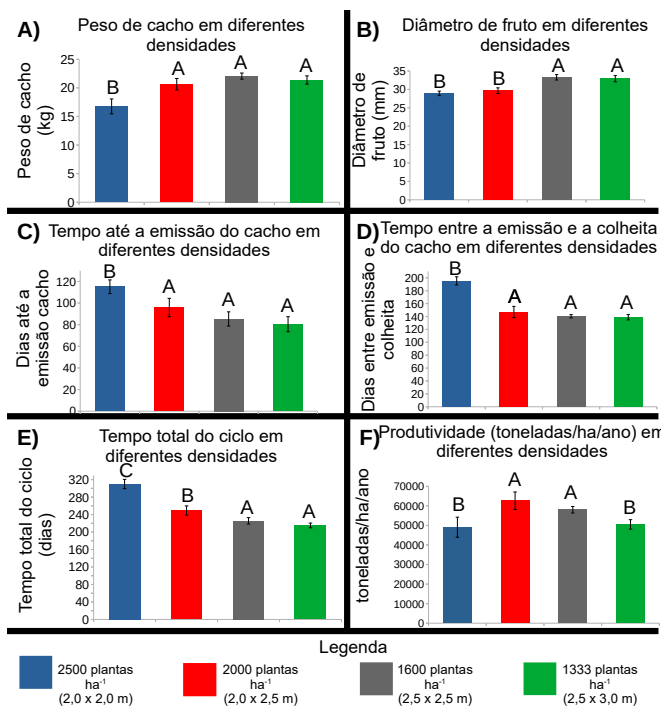 A)
Peso de cacho em diferentes
densidades
Peso de cacho
(kg)
25
20
15
10
5
0
B
A
A
A
B)
Diâmetro de fruto em diferentes
densidades
Diâmetro de
fruto (mm)
35
30
25
20
15
10
5
0
B
B
A
A
C)
Tempo até a emissão do cacho em
diferentes densidades
Dias até a
emissão cacho
120
100
80
60
40
20
0
B
A
A
A
D)
Tempo entre a emissão e a colheita
do cacho em diferentes densidades
Dias entre emissão e
colheita
200
180
160
140
120
100
80
60
40
20
0
B
A
A
A
E)
Tempo total do ciclo em
diferentes densidades
Tempo total do ciclo
(dias)
320
280
240
200
160
120
80
40
0
C
B
A
A
F)
Produtividade (toneladas/ha/ano) em
diferentes densidades
toneladas/ha/ano
70000
60000
50000
40000
30000
20000
10000
0
B
A
A
B
Legenda
2500 plantas
ha⁻¹
(2,0 x 2,0 m)
2000 plantas
ha⁻¹
(2,0 x 2,5 m)
1600 plantas
ha⁻¹
(2,5 x 2,5 m)
1333 plantas
ha⁻¹
(2,5 x 3,0 m)